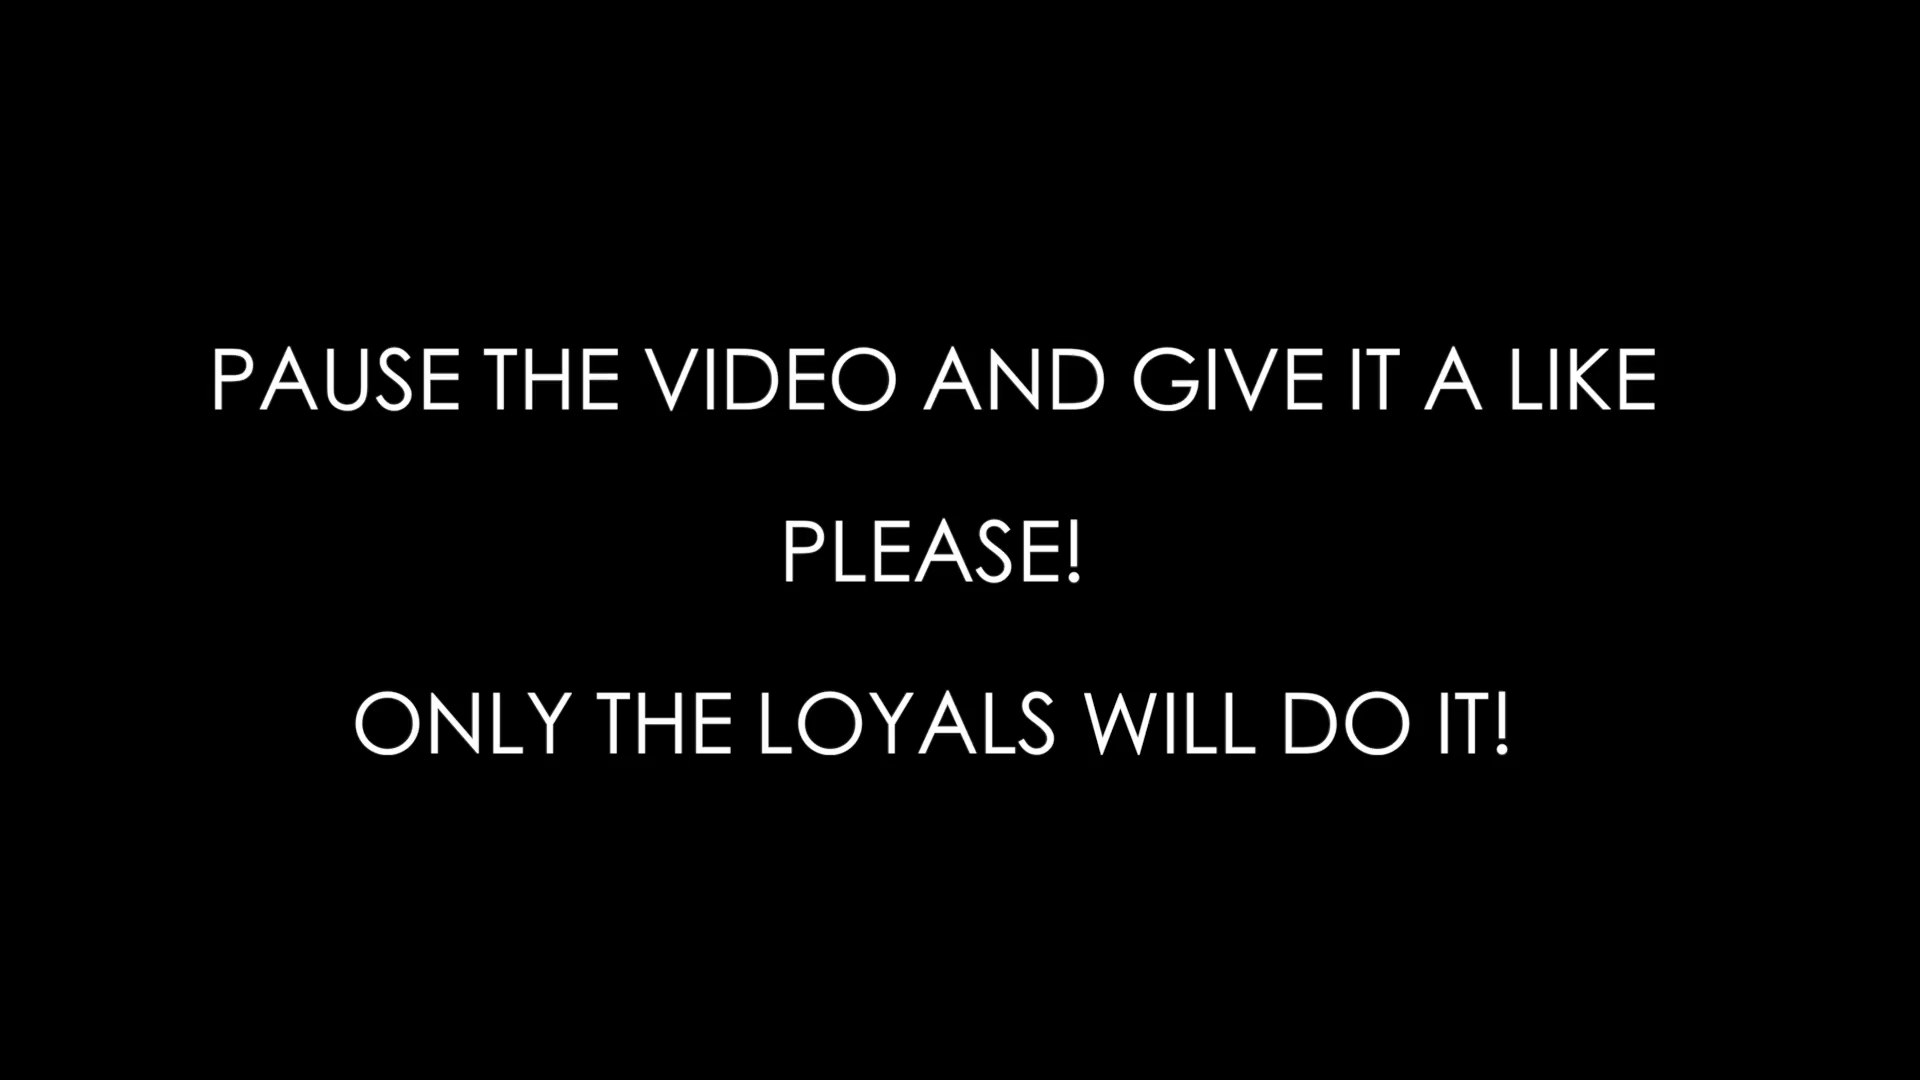 PAUSE THE VIDEO AND GIVE IT A LIKE
PLEASE!
ONLY THE LOYALS WILL DO IT!